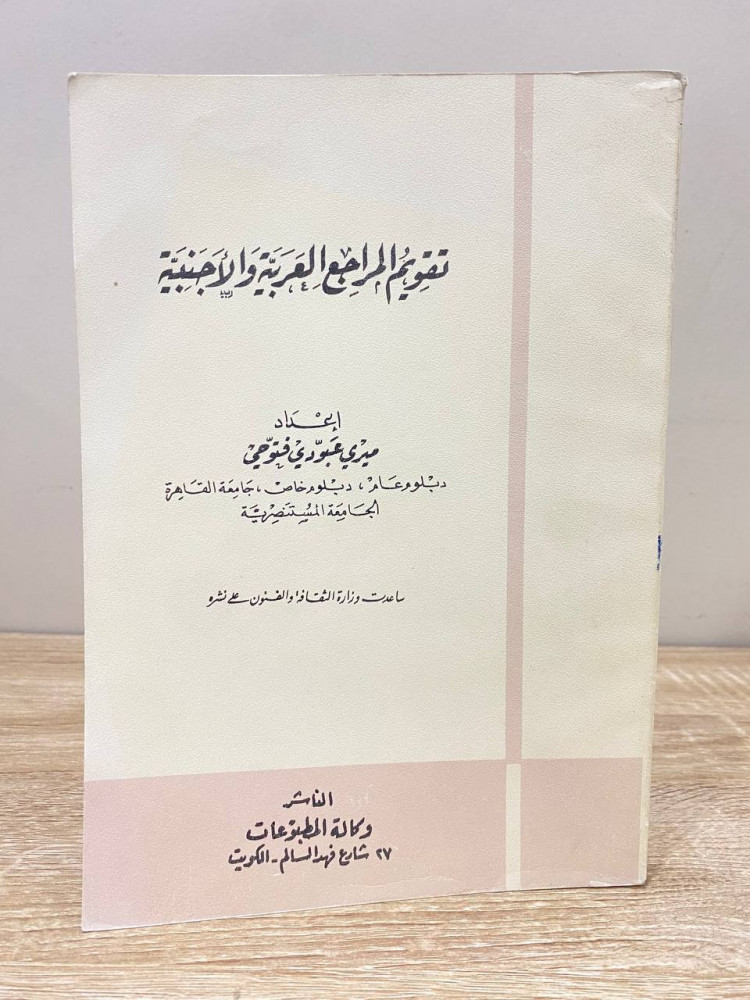 تقويم المراجع العربية والأجنبية
إعداد
ميري عبودي فتوحي
دبلوم عام، دبلوم خاص، جامعة القاهرة
الجامعة المستنصرية
ساعدت وزارة الثقافة والفنون على نشره
الناشر
وكالة المطبوعات
٢٧ شارع فهد السالم - الكويت